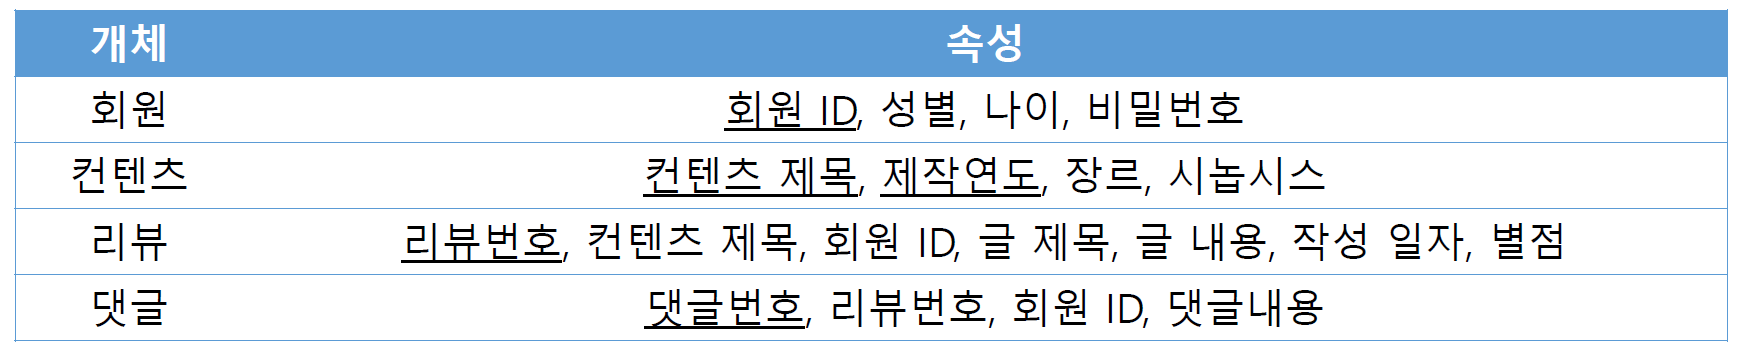 개체 속성
회원 회원 ID, 성별, 나이, 비밀번호
컨텐츠 컨텐츠 제목, 제작연도, 장르, 시놉시스
리뷰 리뷰번호, 컨텐츠 제목, 회원 ID, 글 제목, 글 내용, 작성 일자, 별점
댓글 댓글번호, 리뷰번호, 회원 ID, 댓글내용